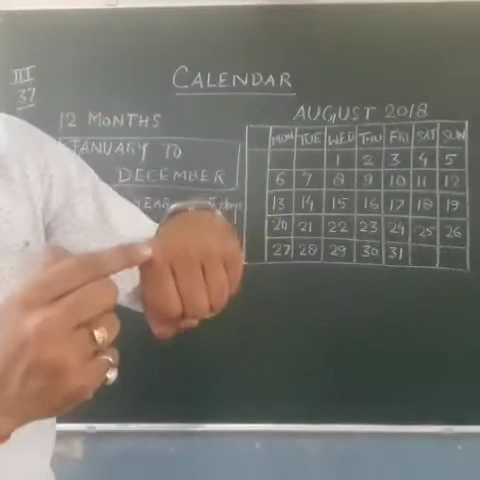 III
37
CALENDAR
12 MONTHS
JANUARY TO
DECEMBER
YEAR
AUGUST 2018
MON TUE WED THU FRI SAT SUN
1 2 3 4 5
6 7 8 9 10 11 12
13 14 15 16 17 18 19
20 21 22 23 24 25 26
27 28 29 30 31